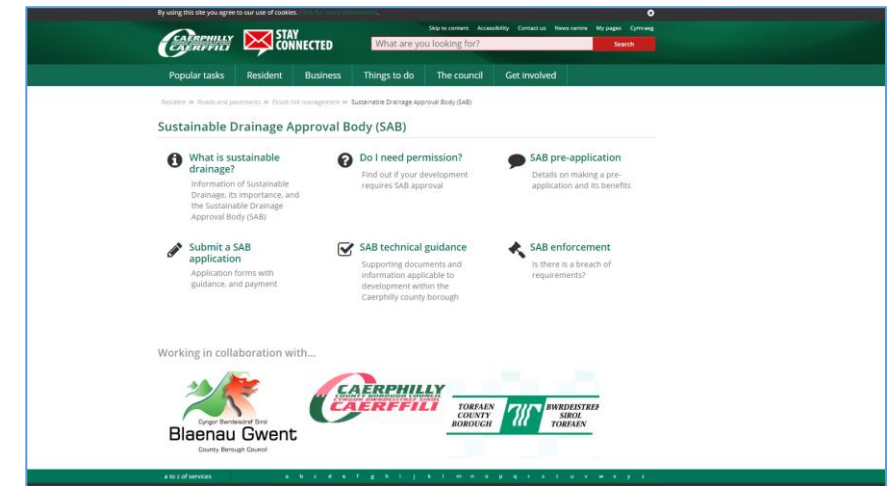 By using this site you agree to our use of cookies. Click for more information.
CAERPHILLY
CAERFFILI
STAY
CONNECTED
Skip to content Accessibility Contact us News centre My pages Cymraeg
What are you looking for?
Search
Popular tasks Resident Business Things to do The council Get involved
Resident » Roads and pavements » Flood risk management » Sustainable Drainage Approval Body (SAB)
Sustainable Drainage Approval Body (SAB)
What is sustainable
drainage?
Information of Sustainable
Drainage, its importance, and
the Sustainable Drainage
Approval Body (SAB)
Do I need permission?
Find out if your development
requires SAB approval
SAB pre-application
Details on making a pre-
application and its benefits
Submit a SAB
application
Application forms with
guidance, and payment
SAB technical guidance
Supporting documents and
information applicable to
development within the
Caerphilly county borough
SAB enforcement
Is there is a breach of
requirements?
Working in collaboration with...
Cyngor Bwrdeistref Sirol
Blaenau Gwent
County Borough Council
CAERPHILLY
COUNTY BOROUGH COUNCIL
CYNGOR BWRDEISTREF SIROL
CAERFFILI
TORFAEN
COUNTY
BOROUGH
BWRDEISTREF
SIROL
TORFAEN
a to z of services a b c d e f g h i j k l m n o p q r s t u v w x y z